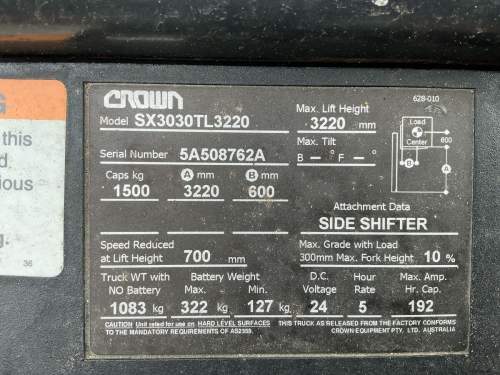 G
this
d.
ious
g.
36
CROWN
Model SX3030TL3220
Serial Number 5A508762A
Caps kg A mm B mm
1500 3220 600
Speed Reduced
at Lift Height 700 mm
Truck WT with Battery Weight
NO Battery Max. Min.
1083 kg 322 kg 127 kg
628-010
Max. Lift Height
3220 mm
Max. Tilt
B – ° F – °
Load
Center
600
B
A
Attachment Data
SIDE SHIFTER
Max. Grade with Load
300mm Max. Fork Height 10 %
D.C. Hour Max. Amp.
Volume Rate Hr. Cap.
24 5 192
CAUTION Unit rated for use on HARD LEVEL SURFACES THIS TRUCK AS RELEASED FROM THE FACTORY CONFORMS
TO THE MANDATORY REQUIREMENTS OF AS2359. CROWN EQUIPMENT PTY. LTD. AUSTRALIA